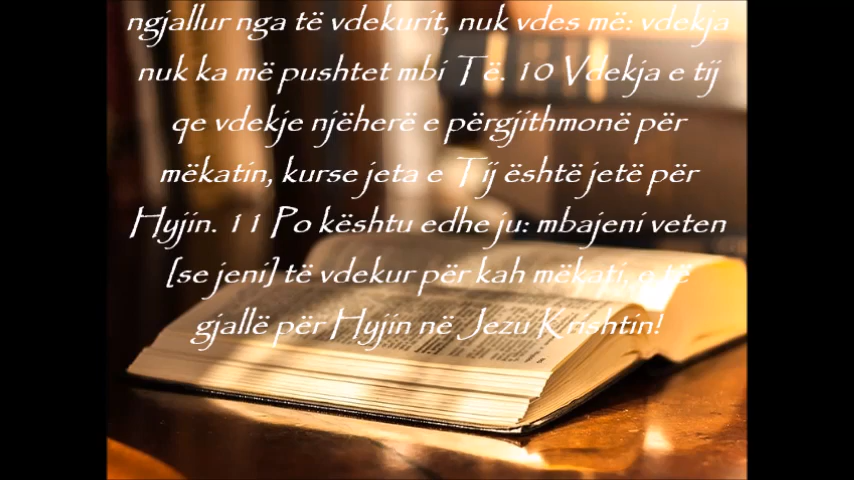 ngjallur nga të vdekurit, nuk vdes më: vdekja
nuk ka më pushtet mbi Të. 10 Vdekja e tij
qe vdekje njëherë e përgjithmonë për
mëkatin, kurse jeta e Tij është jetë për
Hyjin. 11 Po kështu edhe ju: mbajeni veten
[se jeni] të vdekur për kah mëkati, e të
gjallë për Hyjin në Jezu Krishtin!